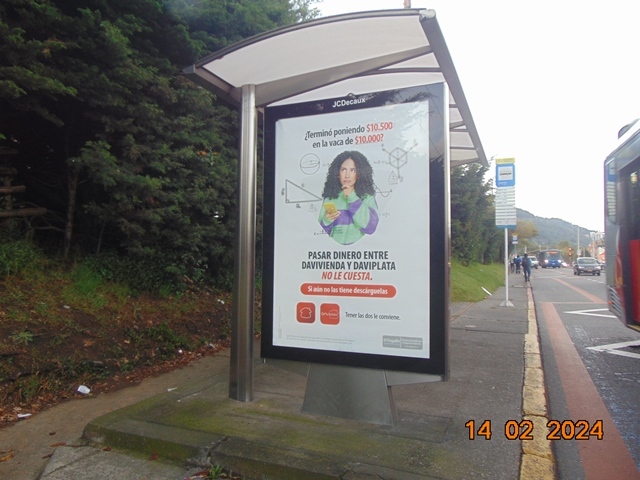 JCDecaux
¿Terminó poniendo $10.500
en la vaca de $10.000?
PASAR DINERO ENTRE
DAVIVIENDA Y DAVIPLATA
NO LE CUESTA.
Si aún no las tiene descárguelas
Tener las dos le conviene.
14 02 2024